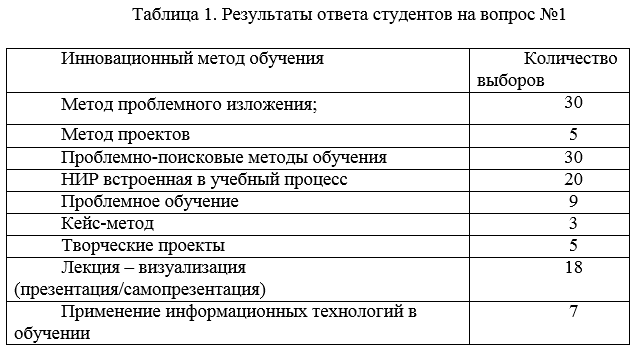 Таблица 1. Результаты ответа студентов на вопрос №1
Инновационный метод обучения
Количество
выборов
Метод проблемного изложения;
30
Метод проектов
5
Проблемно-поисковые методы обучения
30
НИР встроенная в учебный процесс
20
Проблемное обучение
9
Кейс-метод
3
Творческие проекты
5
Лекция – визуализация
(презентация/самопрезентация)
18
Применение информационных технологий в
обучении
7